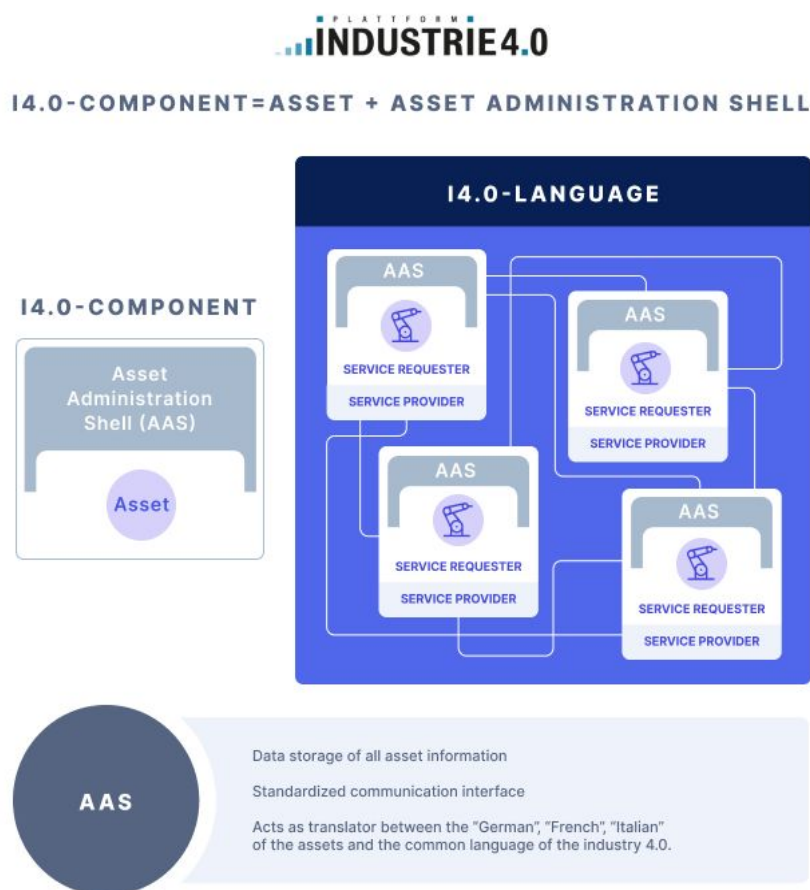 PLATTFORM
INDUSTRIE4.0
I4.0-COMPONENT=ASSET + ASSET ADMINISTRATION SHELL
I4.0-LANGUAGE
I4.0-COMPONENT
Asset
Administration
Shell (AAS)
Asset
AAS
SERVICE REQUESTER
SERVICE PROVIDER
AAS
SERVICE REQUESTER
SERVICE PROVIDER
AAS
SERVICE REQUESTER
SERVICE PROVIDER
AAS
SERVICE REQUESTER
SERVICE PROVIDER
AAS
Data storage of all asset information
Standardized communication interface
Acts as translator between the "German", "French", "Italian"
of the assets and the common language of the industry 4.0.